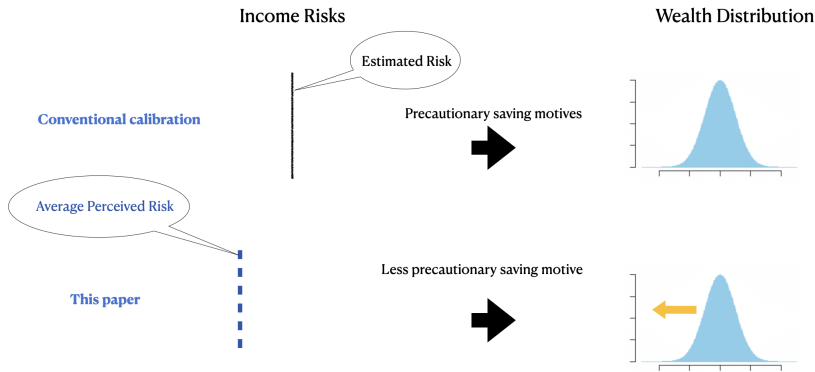 Income Risks
Wealth Distribution
Estimated Risk
Conventional calibration
Precautionary saving motives
Average Perceived Risk
Less precautionary saving motive
This paper